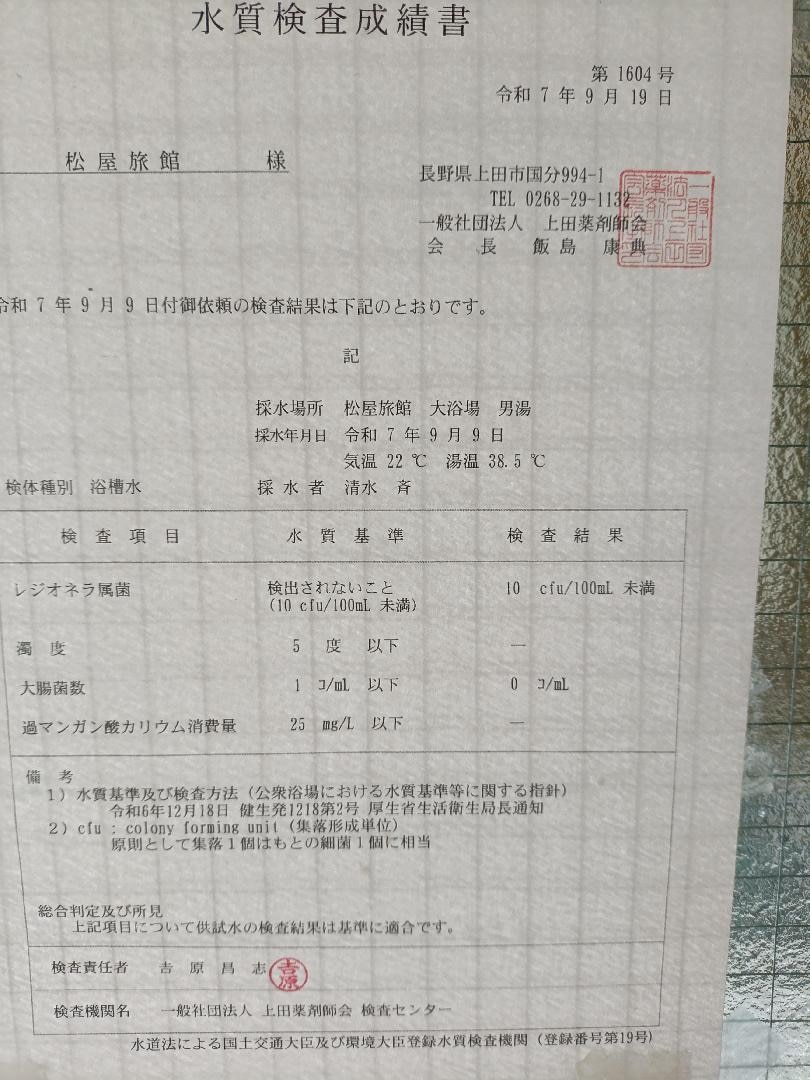 水質検査成績書
第 1604 号
令和 7 年 9 月 19 日
松屋旅館 様
長野県上田市国分994-1
TEL 0268-29-1132
一般社団法人 上田薬剤師会
会 長 飯島 康典
令和 7 年 9 月 9 日付御依頼の検査結果は下記のとおりです。
記
採水場所 松屋旅館 大浴場 男湯
採水年月日 令和 7 年 9 月 9 日
気温 22 ℃ 湯温 38.5 ℃
検体種別 浴槽水 採水者 清水 斉
検査項目 水質基準 検査結果
レジオネラ属菌 検出されないこと 10 cfu/100mL 未満
(10 cfu/100mL 未満)
濁度 5 度 以下 —
大腸菌数 1 コ/mL 以下 0 コ/mL
過マンガン酸カリウム消費量 25 mg/L 以下 —
備考
1) 水質基準及び検査方法 (公衆浴場における水質基準等に関する指針)
令和6年12月18日 健生発1218第2号 厚生省生活衛生局長通知
2) cfu : colony forming unit (集落形成単位)
原則として集落1個はもとの細菌1個に相当
総合判定及び所見
上記項目について供試水の検査結果は基準に適合です。
検査責任者 吉原昌志 吉原
検査機関名 一般社団法人 上田薬剤師会 検査センター
水道法による国土交通大臣及び環境大臣登録水質検査機関 (登録番号第19号)